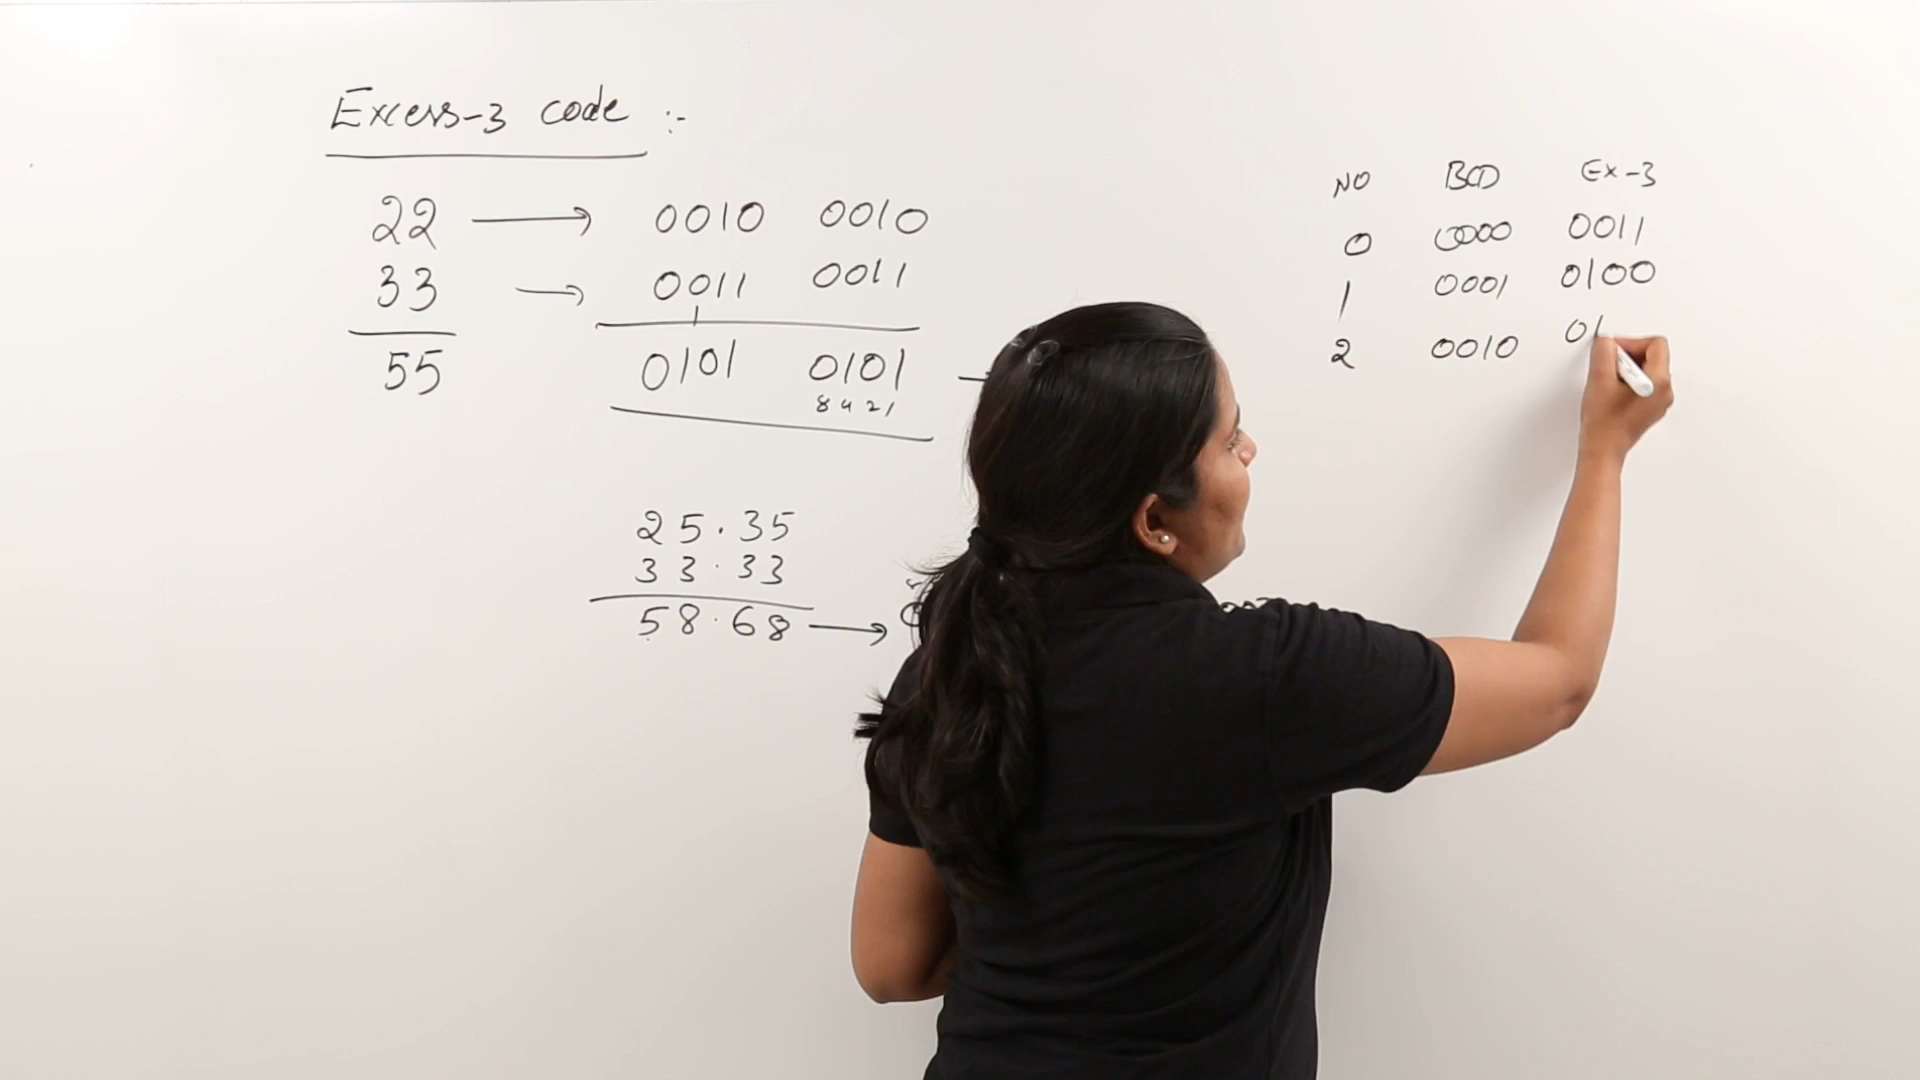 Excess-3 code :-
22 → 0010 0010
33 → 0011 0011
1
55 0101 0101
8 4 2 1
25.35
33.33
58.68 →
NO BCD Ex-3
0 0000 0011
1 0001 0100
2 0010 01